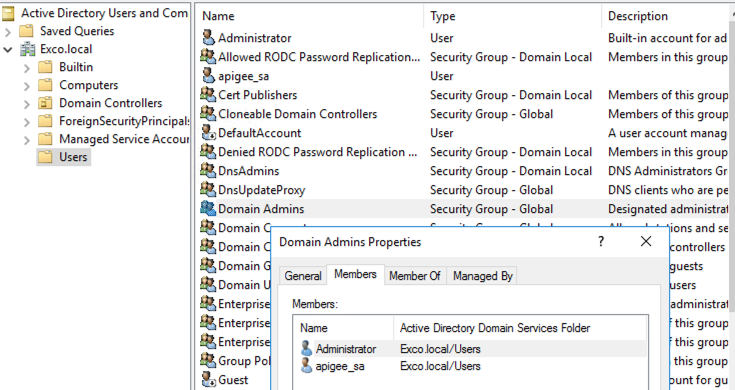 Active Directory Users and Com
Saved Queries
Exco.local
Builtin
Computers
Domain Controllers
ForeignSecurityPrincipals
Managed Service Accour
Users
Name Type Description
Administrator User Built-in account for ad
Allowed RODC Password Replication... Security Group - Domain Local Members in this group
apigee_sa User
Cert Publishers Security Group - Domain Local Members of this group
Cloneable Domain Controllers Security Group - Global Members of this group
DefaultAccount User A user account manag
Denied RODC Password Replication ... Security Group - Domain Local Members in this group
DnsAdmins Security Group - Domain Local DNS Administrators Gr
DnsUpdateProxy Security Group - Global DNS clients who are pe
Domain Admins Security Group - Global Designated administrat
Domain
Domain C controllers
Domain G guests
Domain U users
Enterprise administrat
Enterprise f this group
Enterprise f this group
Group Pol this group
Guest account for gu
Domain Admins Properties
? X
General Members Member Of Managed By
Members:
Name Active Directory Domain Services Folder
Administrator Exco.local/Users
apigee_sa Exco.local/Users